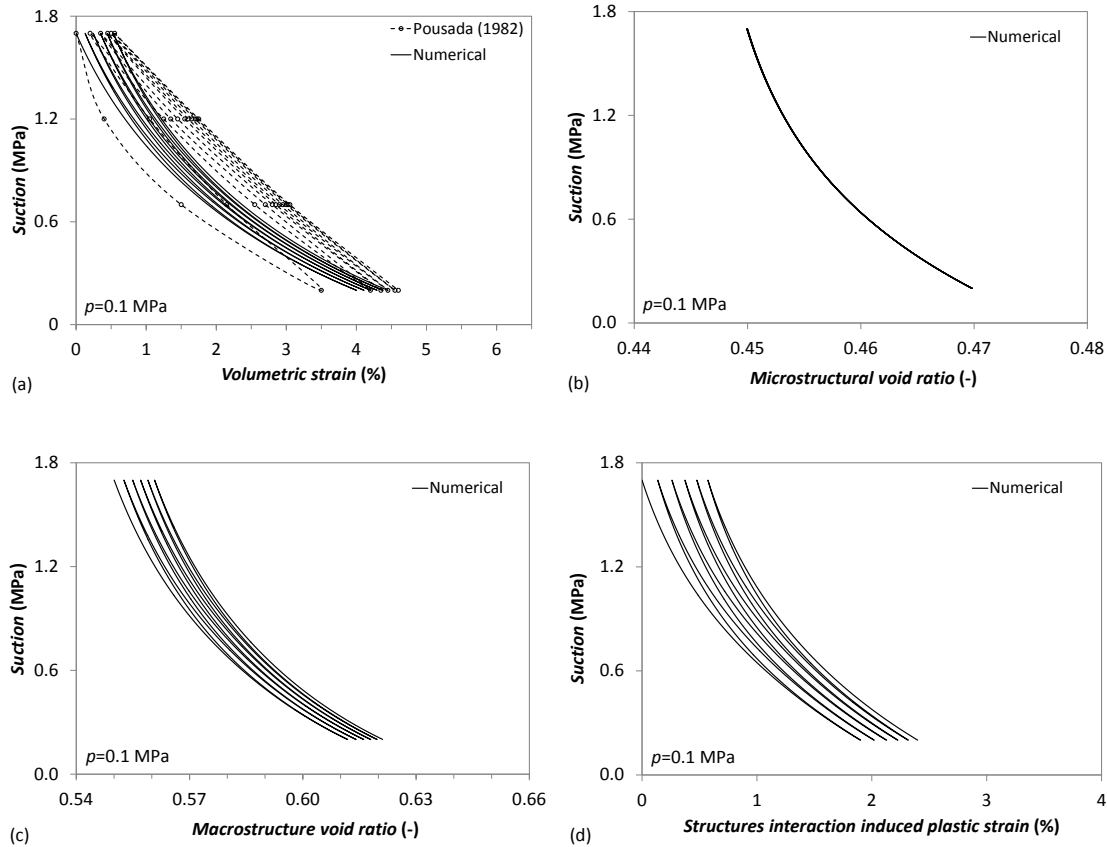 1.8
1.2
0.6
0
Suction (MPa)
Pousada (1982)
Numerical
p=0.1 MPa
0 1 2 3 4 5 6
Volumetric strain (%)
(a)
1.8
1.2
0.6
0.0
Suction (MPa)
Numerical
p=0.1 MPa
0.44 0.45 0.46 0.47 0.48
Microstructural void ratio (-)
(b)
1.8
1.2
0.6
0.0
Suction (MPa)
Numerical
p=0.1 MPa
0.54 0.57 0.60 0.63 0.66
Macrostructure void ratio (-)
(c)
1.8
1.2
0.6
0.0
Suction (MPa)
Numerical
p=0.1 MPa
0 1 2 3 4
Structures interaction induced plastic strain (%)
(d)